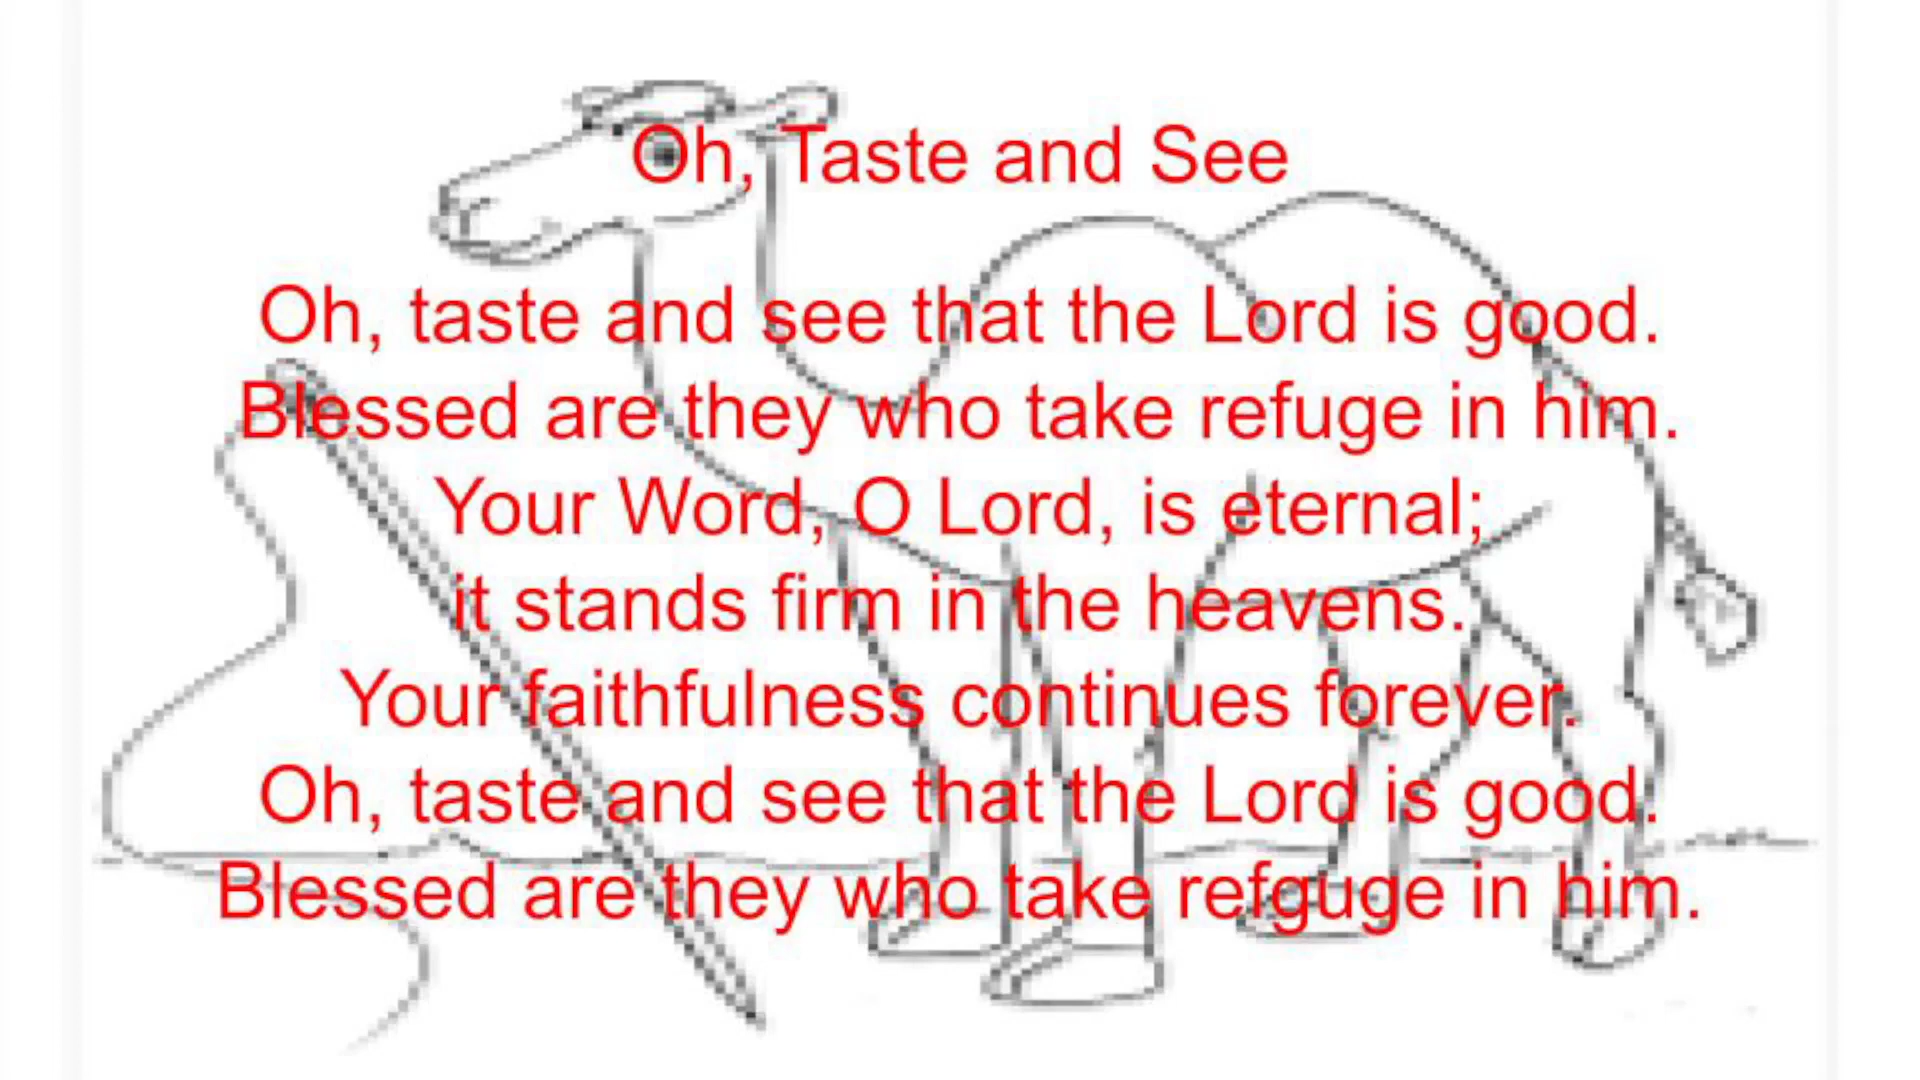 Oh, Taste and See
Oh, taste and see that the Lord is good.
Blessed are they who take refuge in him.
Your Word, O Lord, is eternal;
it stands firm in the heavens.
Your faithfulness continues forever.
Oh, taste and see that the Lord is good.
Blessed are they who take refguge in him.